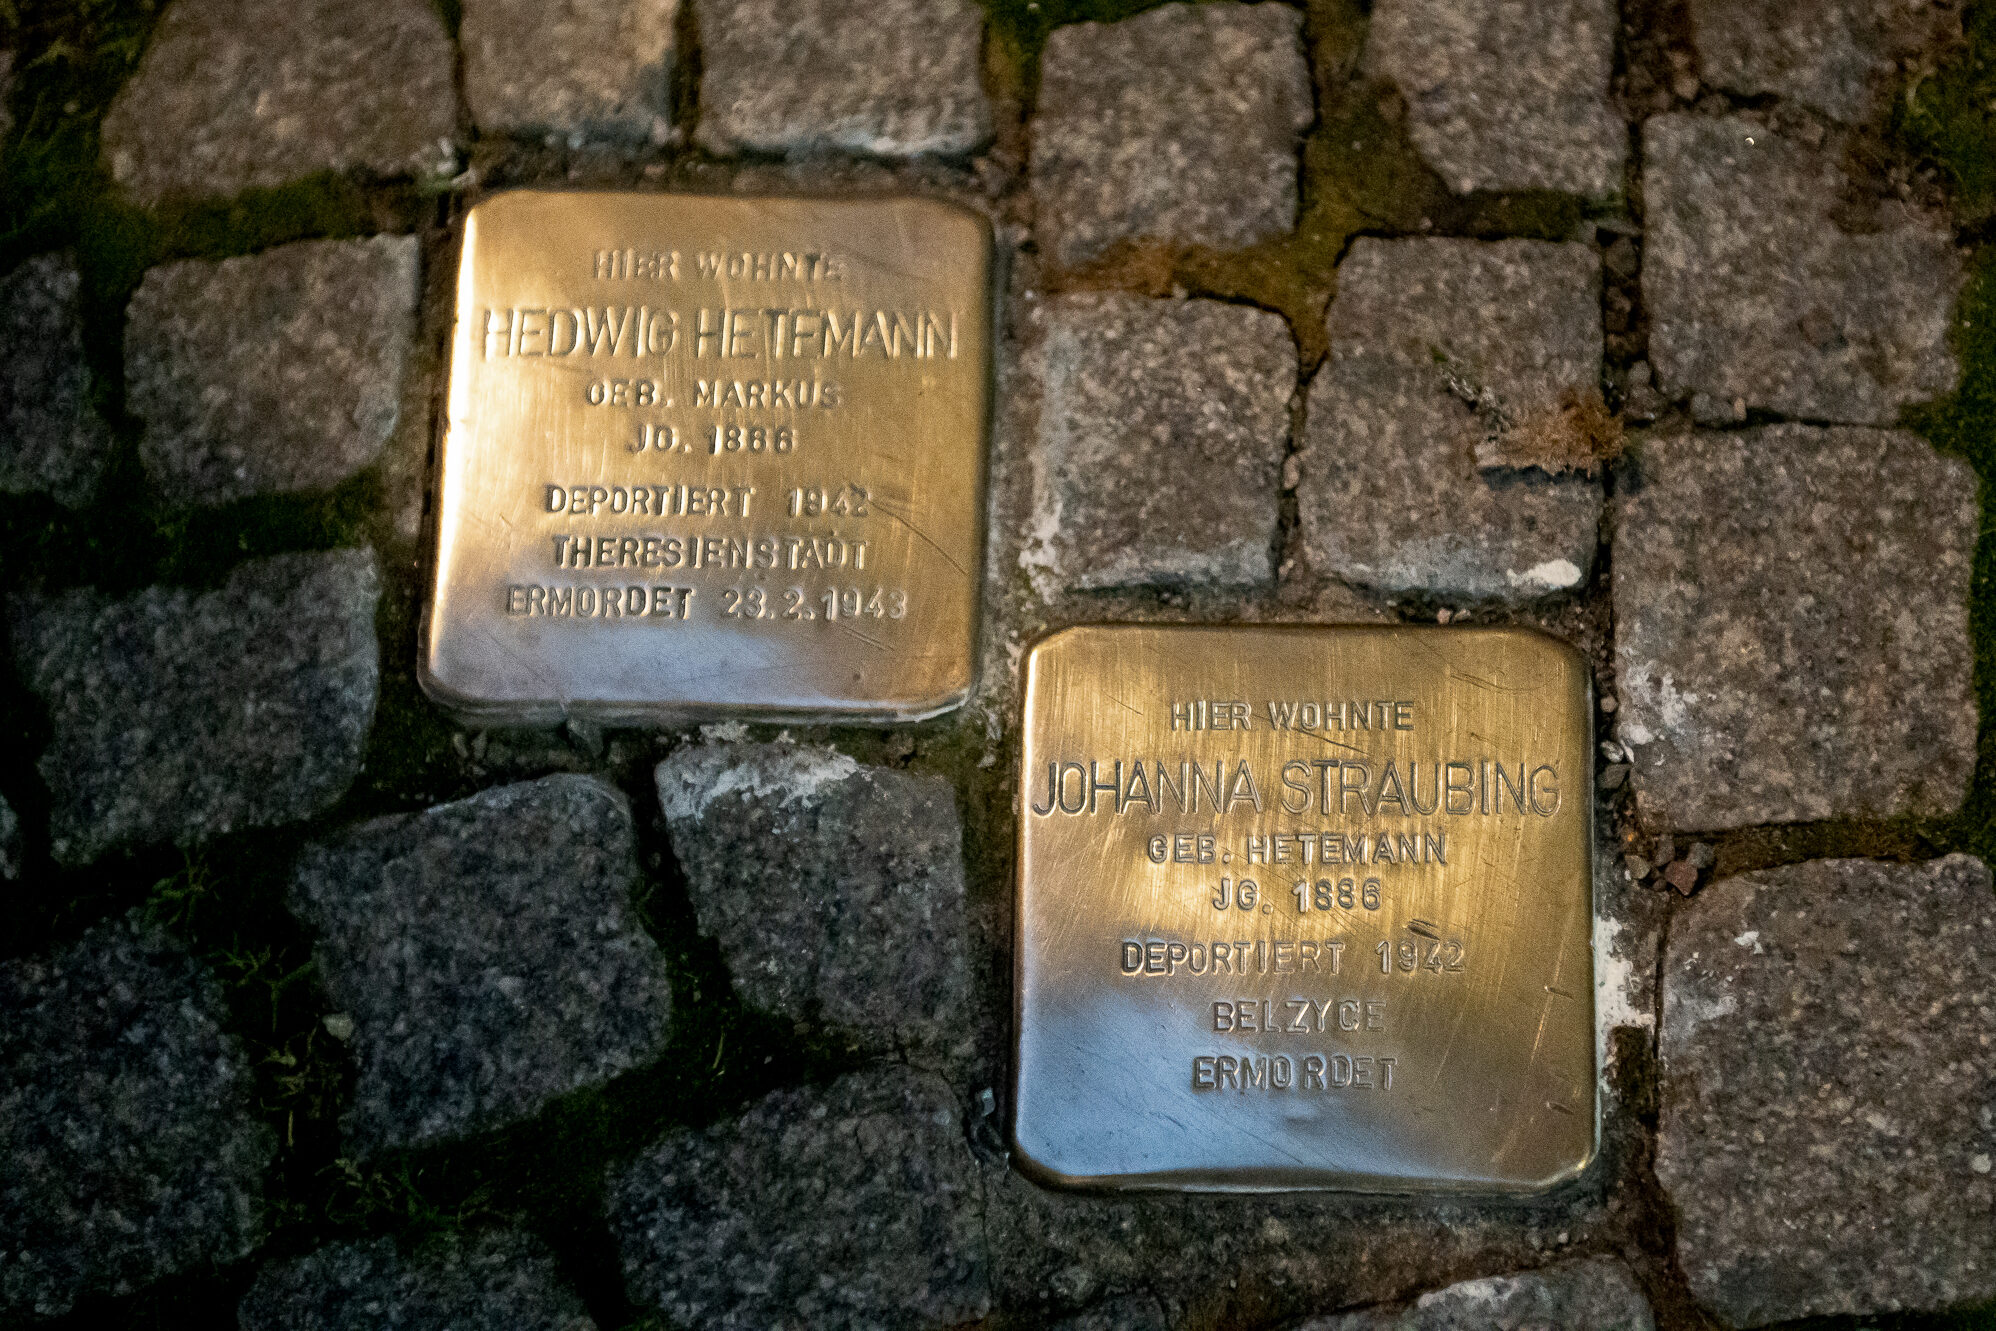 HIER WOHNTE
HEDWIG HETEMANN
GEB. MARKUS
JG. 1866
DEPORTIERT 1942
THERESIENSTADT
ERMORDET 23.2.1943
HIER WOHNTE
JOHANNA STRAUBING
GEB. HETEMANN
JG. 1886
DEPORTIERT 1942
BELZYCE
ERMORDET